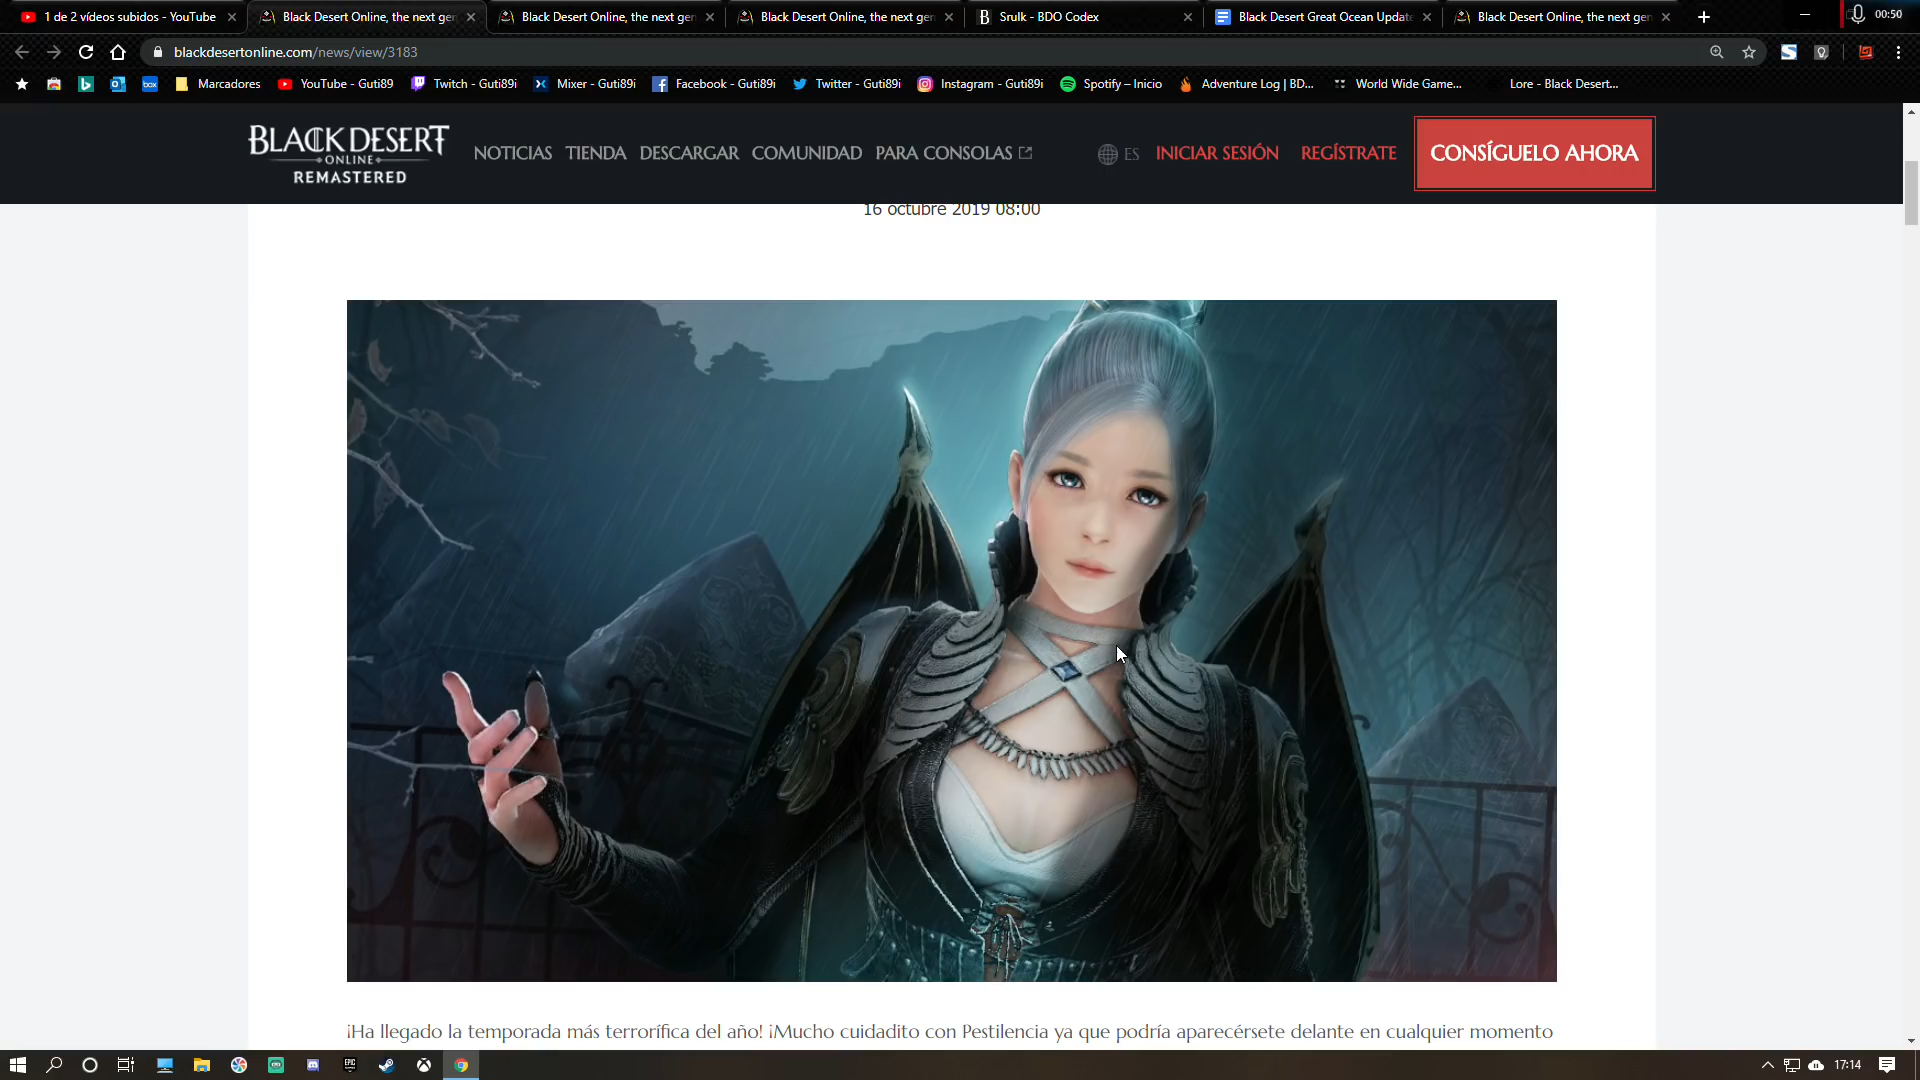 1 de 2 vídeos subidos - YouTube
Black Desert Online, the next gen
Black Desert Online, the next gen
Black Desert Online, the next gen
Srulk - BDO Codex
Black Desert Great Ocean Update
Black Desert Online, the next gen
00:50
blackdesertonline.com/news/view/3183
Marcadores
YouTube - Guti89
Twitch - Guti89i
Mixer - Guti89i
Facebook - Guti89i
Twitter - Guti89i
Instagram - Guti89i
Spotify – Inicio
Adventure Log | BD...
World Wide Game...
Lore - Black Desert...
BLACK DESERT
ONLINE
REMASTERED
NOTICIAS
TIENDA
DESCARGAR
COMUNIDAD
PARA CONSOLAS
ES
INICIAR SESIÓN
REGÍSTRATE
CONSÍGUELO AHORA
16 octubre 2019 08:00
¡Ha llegado la temporada más terrorífica del año! ¡Mucho cuidadito con Pestilencia ya que podría aparecérsete delante en cualquier momento
17:14